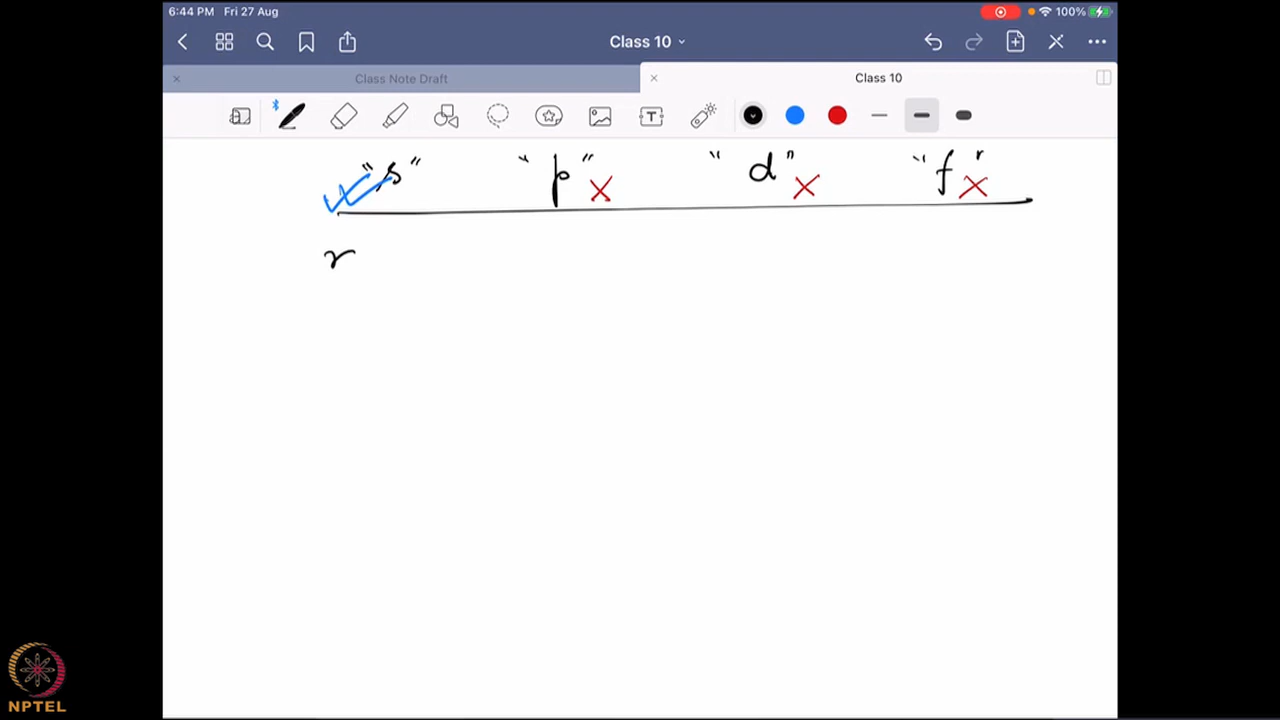 6:44 PM Fri 27 Aug 100%
Class 10
Class Note Draft Class 10
T
"s" "p" x "d" x "f" x
r
NPTEL